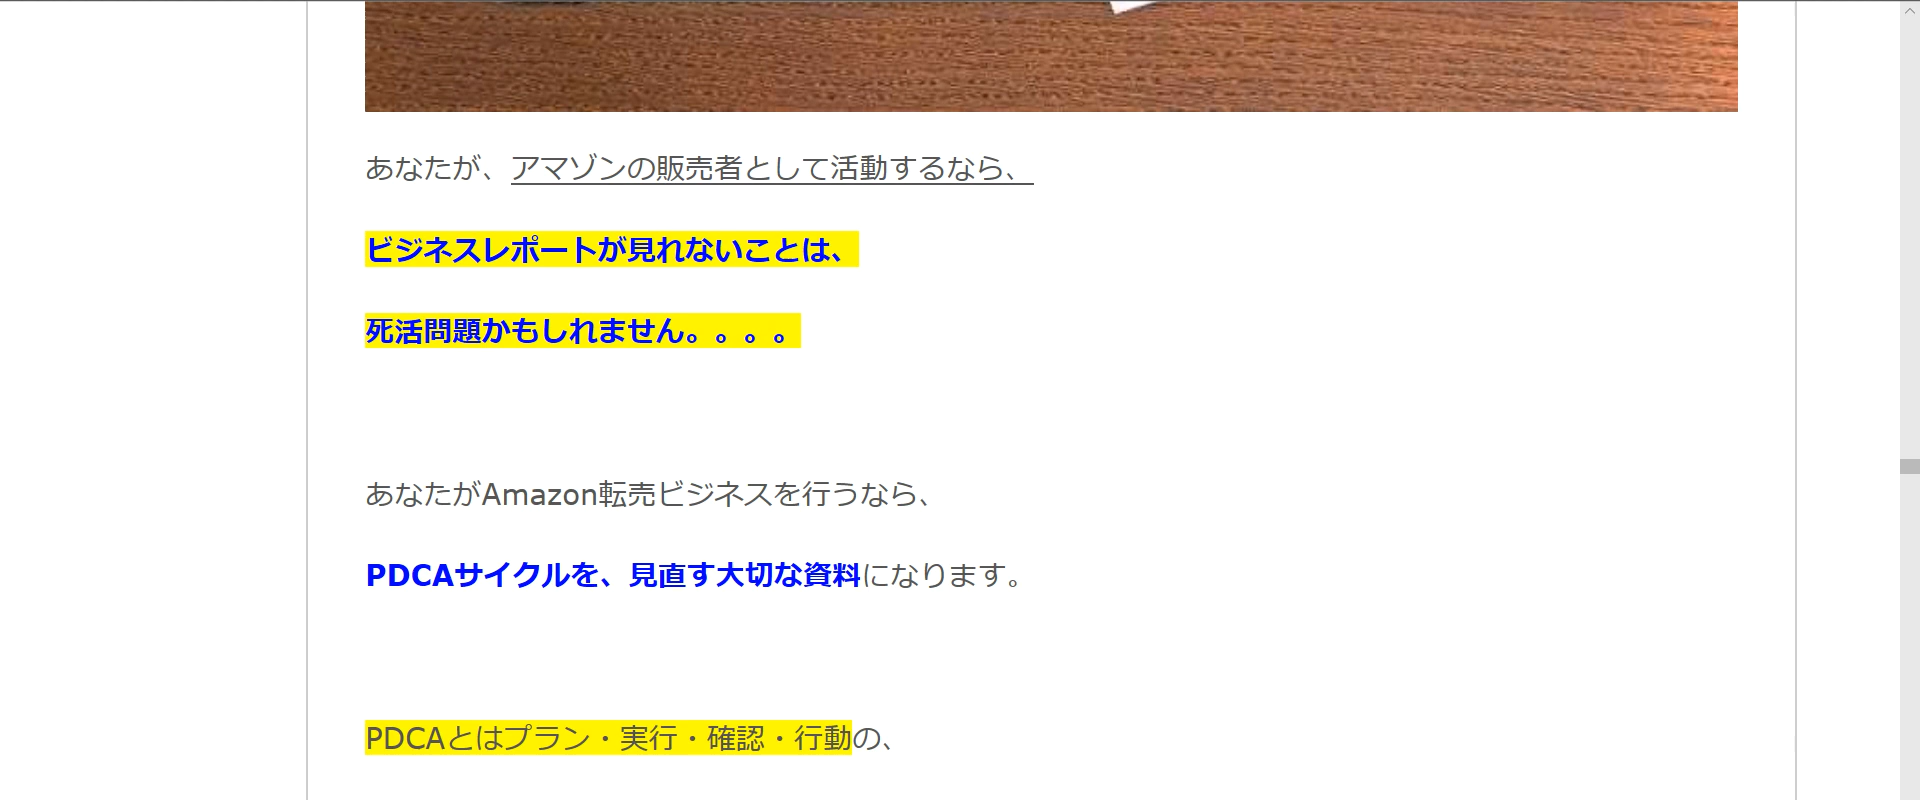 あなたが、アマゾンの販売者として活動するなら、
ビジネスレポートが見れないことは、
死活問題かもしれません。。。。
あなたがAmazon転売ビジネスを行うなら、
PDCAサイクルを、見直す大切な資料になります。
PDCAとはプラン・実行・確認・行動の、